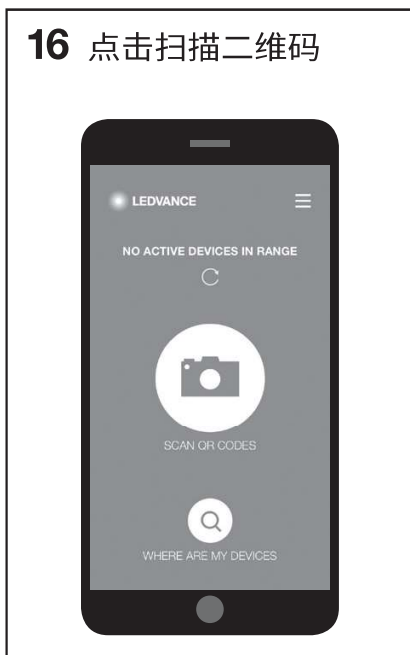 16 点击扫描二维码
LEDVANCE
NO ACTIVE DEVICES IN RANGE
SCAN QR CODES
WHERE ARE MY DEVICES